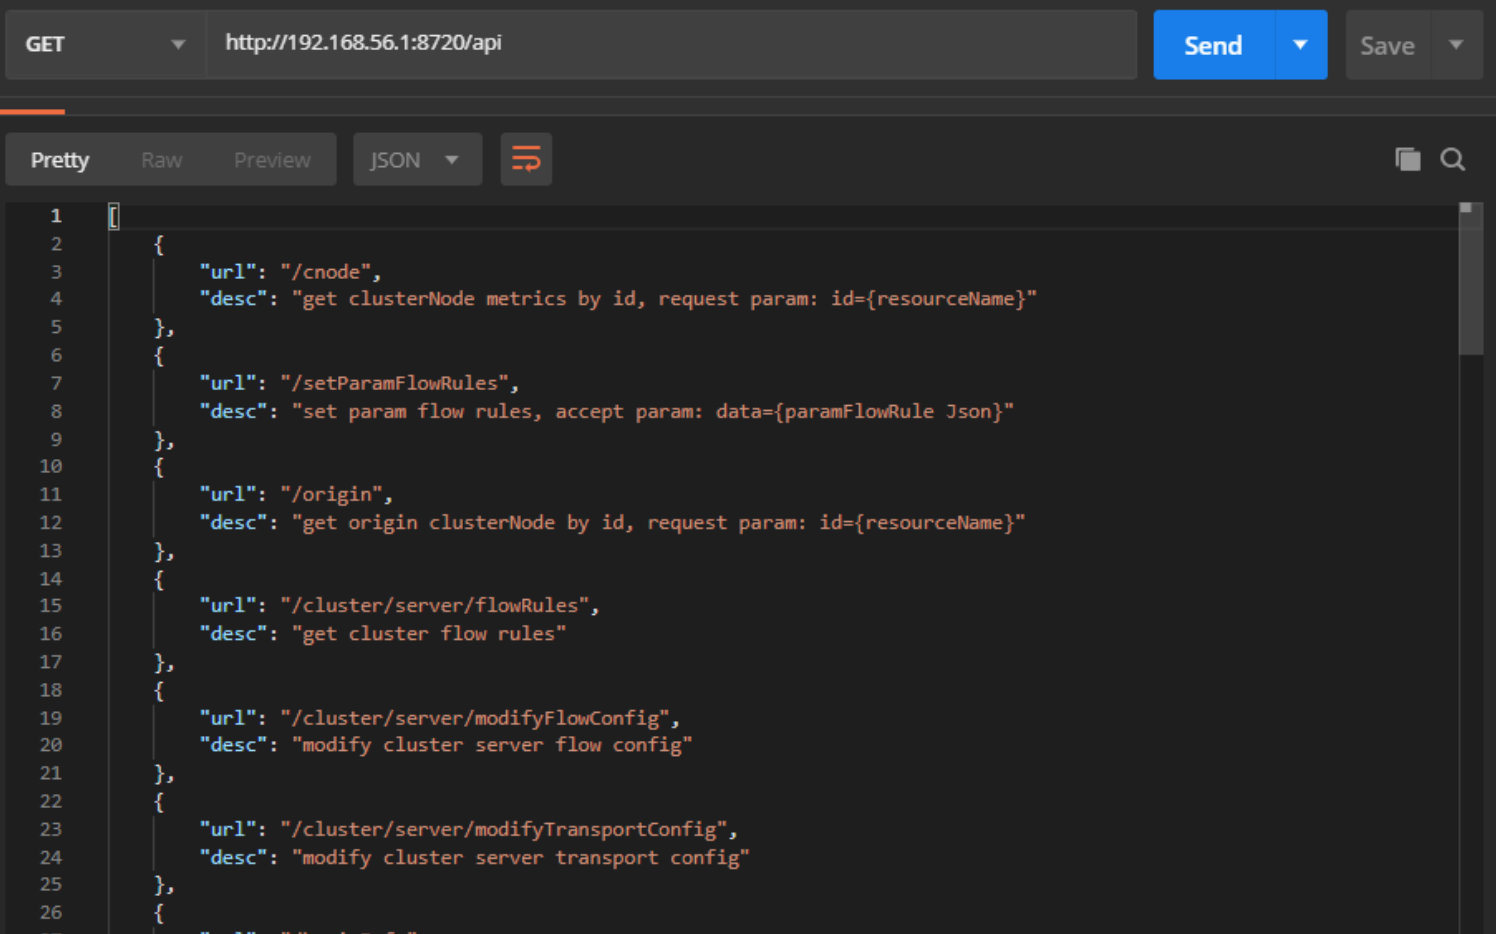 GET http://192.168.56.1:8720/api Send Save
Pretty Raw Preview JSON
1 [
2 {
3 "url": "/cnode",
4 "desc": "get clusterNode metrics by id, request param: id={resourceName}"
5 },
6 {
7 "url": "/setParamFlowRules",
8 "desc": "set param flow rules, accept param: data={paramFlowRule Json}"
9 },
10 {
11 "url": "/origin",
12 "desc": "get origin clusterNode by id, request param: id={resourceName}"
13 },
14 {
15 "url": "/cluster/server/flowRules",
16 "desc": "get cluster flow rules"
17 },
18 {
19 "url": "/cluster/server/modifyFlowConfig",
20 "desc": "modify cluster server flow config"
21 },
22 {
23 "url": "/cluster/server/modifyTransportConfig",
24 "desc": "modify cluster server transport config"
25 },
26 {